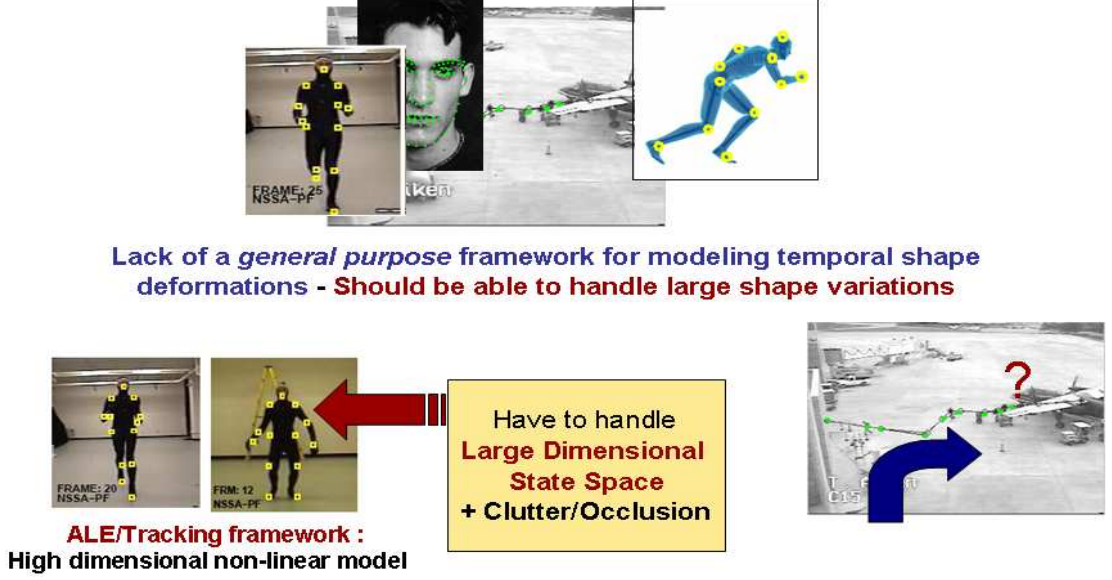 FRAME: 25
NSSA-PF
iken
Lack of a general purpose framework for modeling temporal shape
deformations - Should be able to handle large shape variations
FRAME: 20
NSSA-PF
FRM: 12
NSSA-PF
Have to handle
Large Dimensional
State Space
+ Clutter/Occlusion
?
C15
ALE/Tracking framework :
High dimensional non-linear model